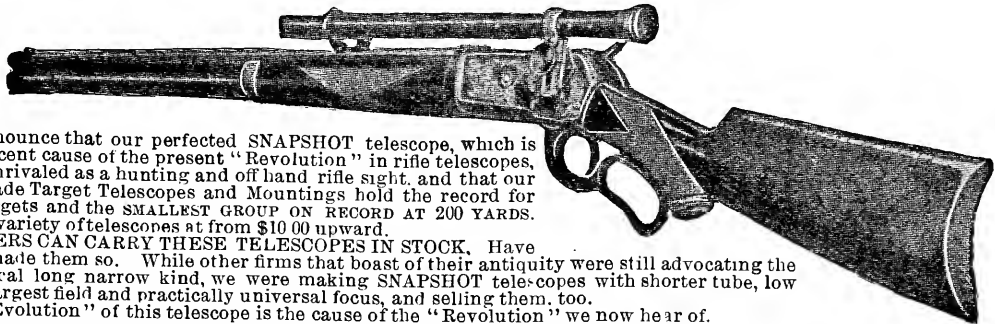 nounce that our perfected SNAPSHOT telescope, which is
cent cause of the present "Revolution" in rifle telescopes,
nrivaled as a hunting and off hand rifle sight. and that our
ade Target Telescopes and Mountings hold the record for
gets and the SMALLEST GROUP ON RECORD AT 200 YARDS.
variety of telescopes at from $10 00 upward.
ERS CAN CARRY THESE TELESCOPES IN STOCK. Have
nade them so. While other firms that boast of their antiquity were still advocating the
ral long narrow kind, we were making SNAPSHOT telescopes with shorter tube, low
argest field and practically universal focus, and selling them. too.
Evolution" of this telescope is the cause of the "Revolution" we now hear of.